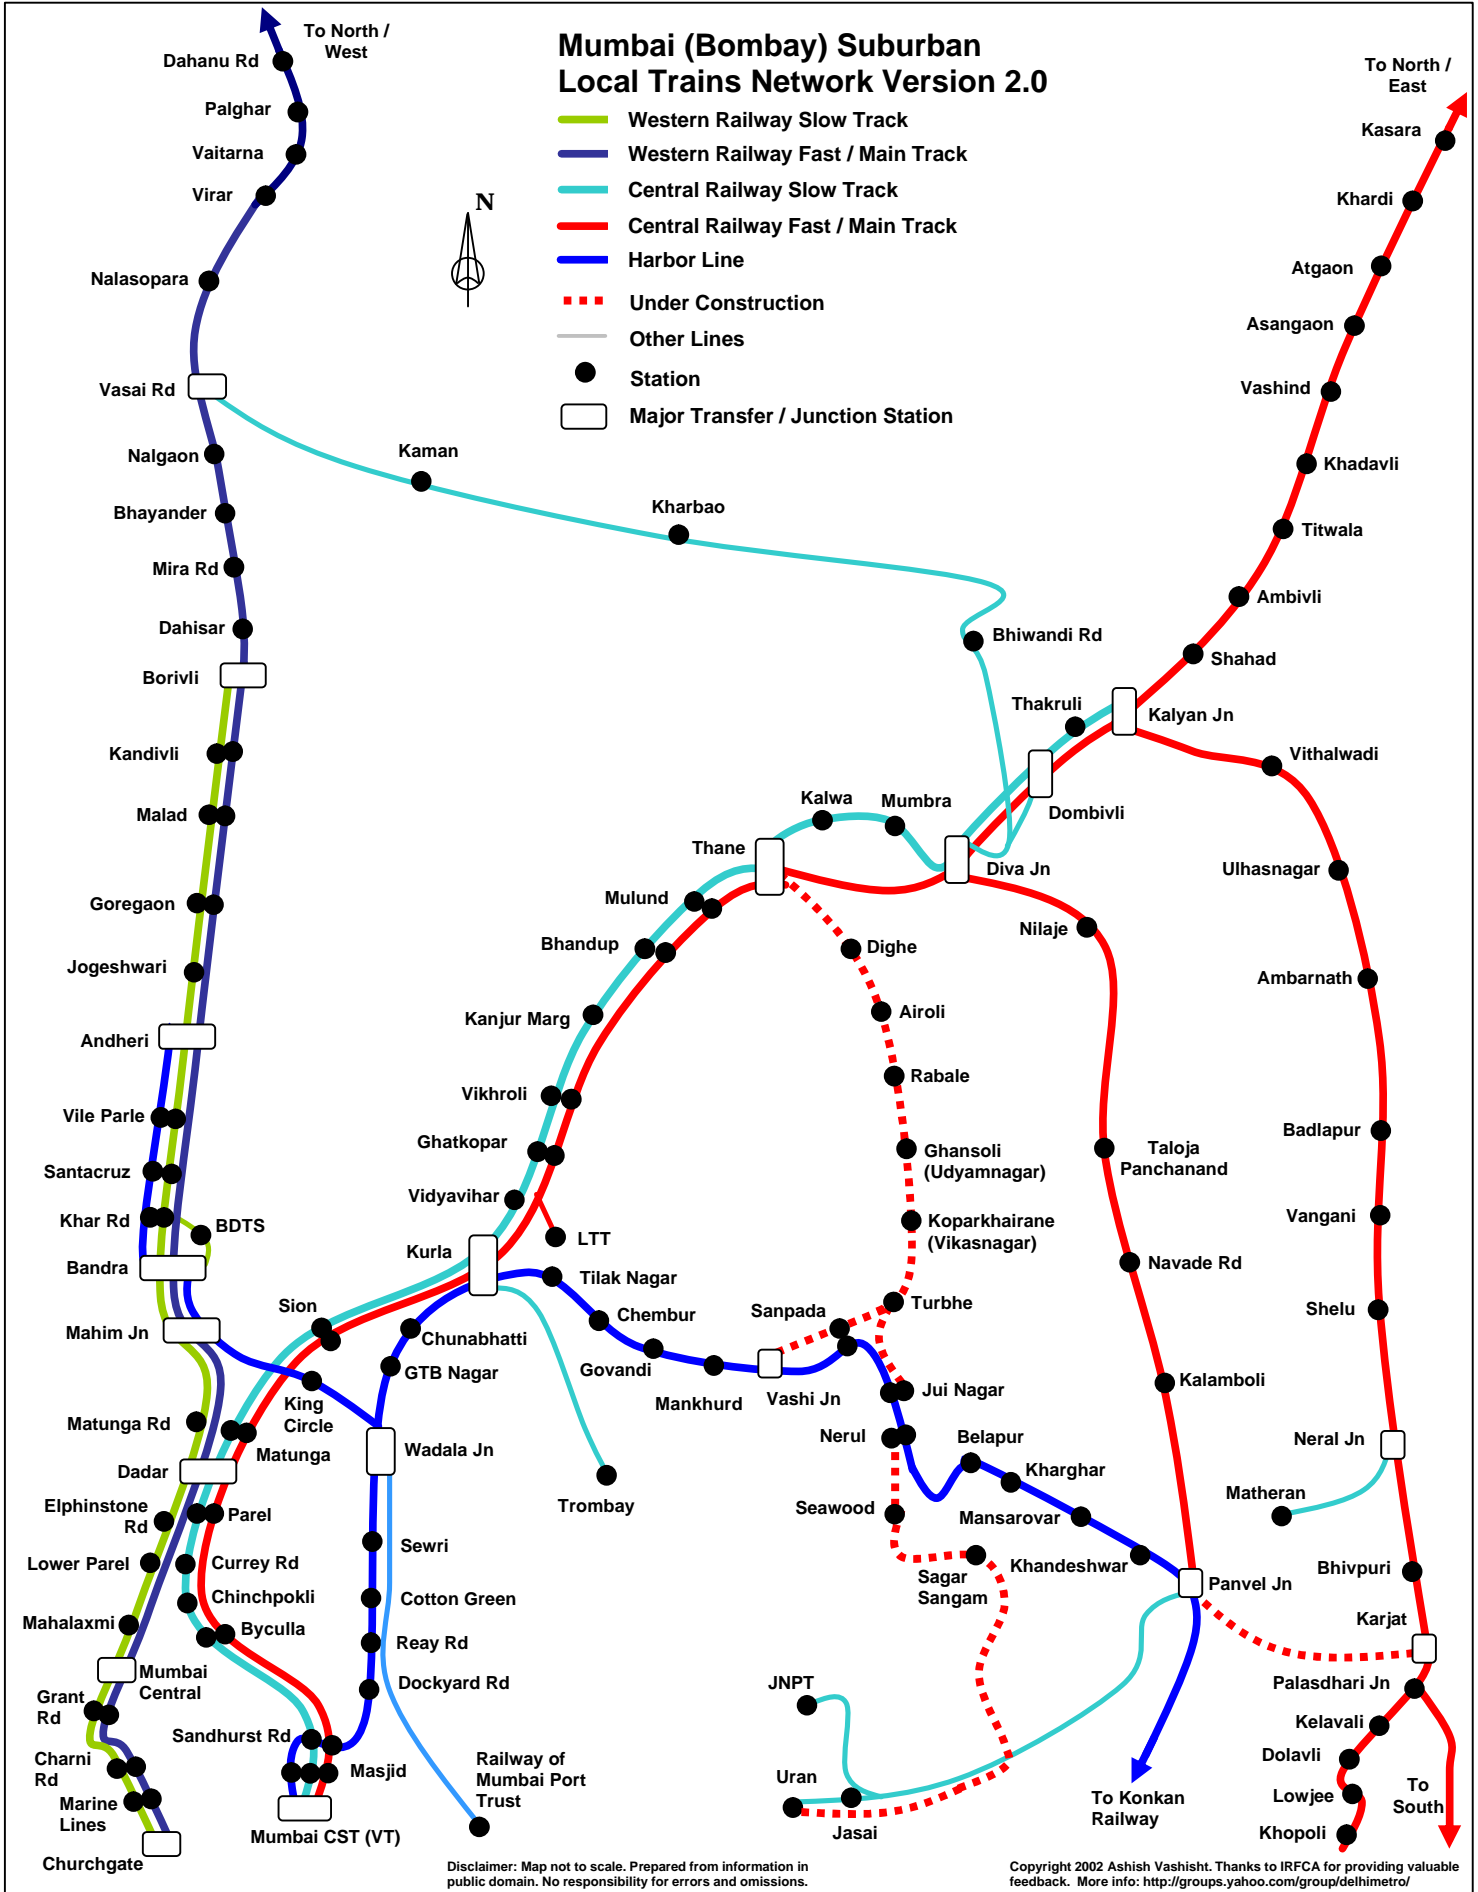 To North /
West
Mumbai (Bombay) Suburban
Local Trains Network Version 2.0
To North /
East
Western Railway Slow Track
Western Railway Fast / Main Track
Central Railway Slow Track
Central Railway Fast / Main Track
Harbor Line
Under Construction
Other Lines
Station
Major Transfer / Junction Station
N
Dahanu Rd
Palghar
Vaitarna
Virar
Nalasopara
Vasai Rd
Nalgaon
Bhayander
Mira Rd
Dahisar
Borivli
Kandivli
Malad
Goregaon
Jogeshwari
Andheri
Vile Parle
Santacruz
Khar Rd
BDTS
Bandra
Mahim Jn
Matunga Rd
Dadar
Elphinstone
Rd
Lower Parel
Mahalaxmi
Mumbai
Central
Grant
Rd
Charni
Rd
Marine
Lines
Churchgate
Kaman
Kharbao
Bhiwandi Rd
Kasara
Khardi
Atgaon
Asangaon
Vashind
Khadavli
Titwala
Ambivli
Shahad
Kalyan Jn
Thakruli
Dombivli
Diva Jn
Mumbra
Kalwa
Thane
Mulund
Bhandup
Kanjur Marg
Vikhroli
Ghatkopar
Vidyavihar
LTT
Kurla
Sion
Matunga
Parel
Currey Rd
Chinchpokli
Byculla
Sandhurst Rd
Masjid
Mumbai CST (VT)
Tilak Nagar
Chembur
Govandi
Mankhurd
Vashi Jn
Sanpada
Jui Nagar
Nerul
Belapur
Kharghar
Mansarovar
Khandeshwar
Panvel Jn
Chunabhatti
GTB Nagar
King
Circle
Wadala Jn
Sewri
Cotton Green
Reay Rd
Dockyard Rd
Railway of
Mumbai Port
Trust
Trombay
Dighe
Airoli
Rabale
Ghansoli
(Udyamnagar)
Koparkhairane
(Vikasnagar)
Turbhe
Seawood
Sagar
Sangam
JNPT
Uran
Jasai
To Konkan
Railway
Nilaje
Taloja
Panchanand
Navade Rd
Kalamboli
Vithalwadi
Ulhasnagar
Ambarnath
Badlapur
Vangani
Shelu
Neral Jn
Matheran
Bhivpuri
Karjat
Palasdhari Jn
Kelavali
Dolavli
Lowjee
Khopoli
To
South
Disclaimer: Map not to scale. Prepared from information in
public domain. No responsibility for errors and omissions.
Copyright 2002 Ashish Vashisht. Thanks to IRFCA for providing valuable
feedback. More info: http://groups.yahoo.com/group/delhimetro/